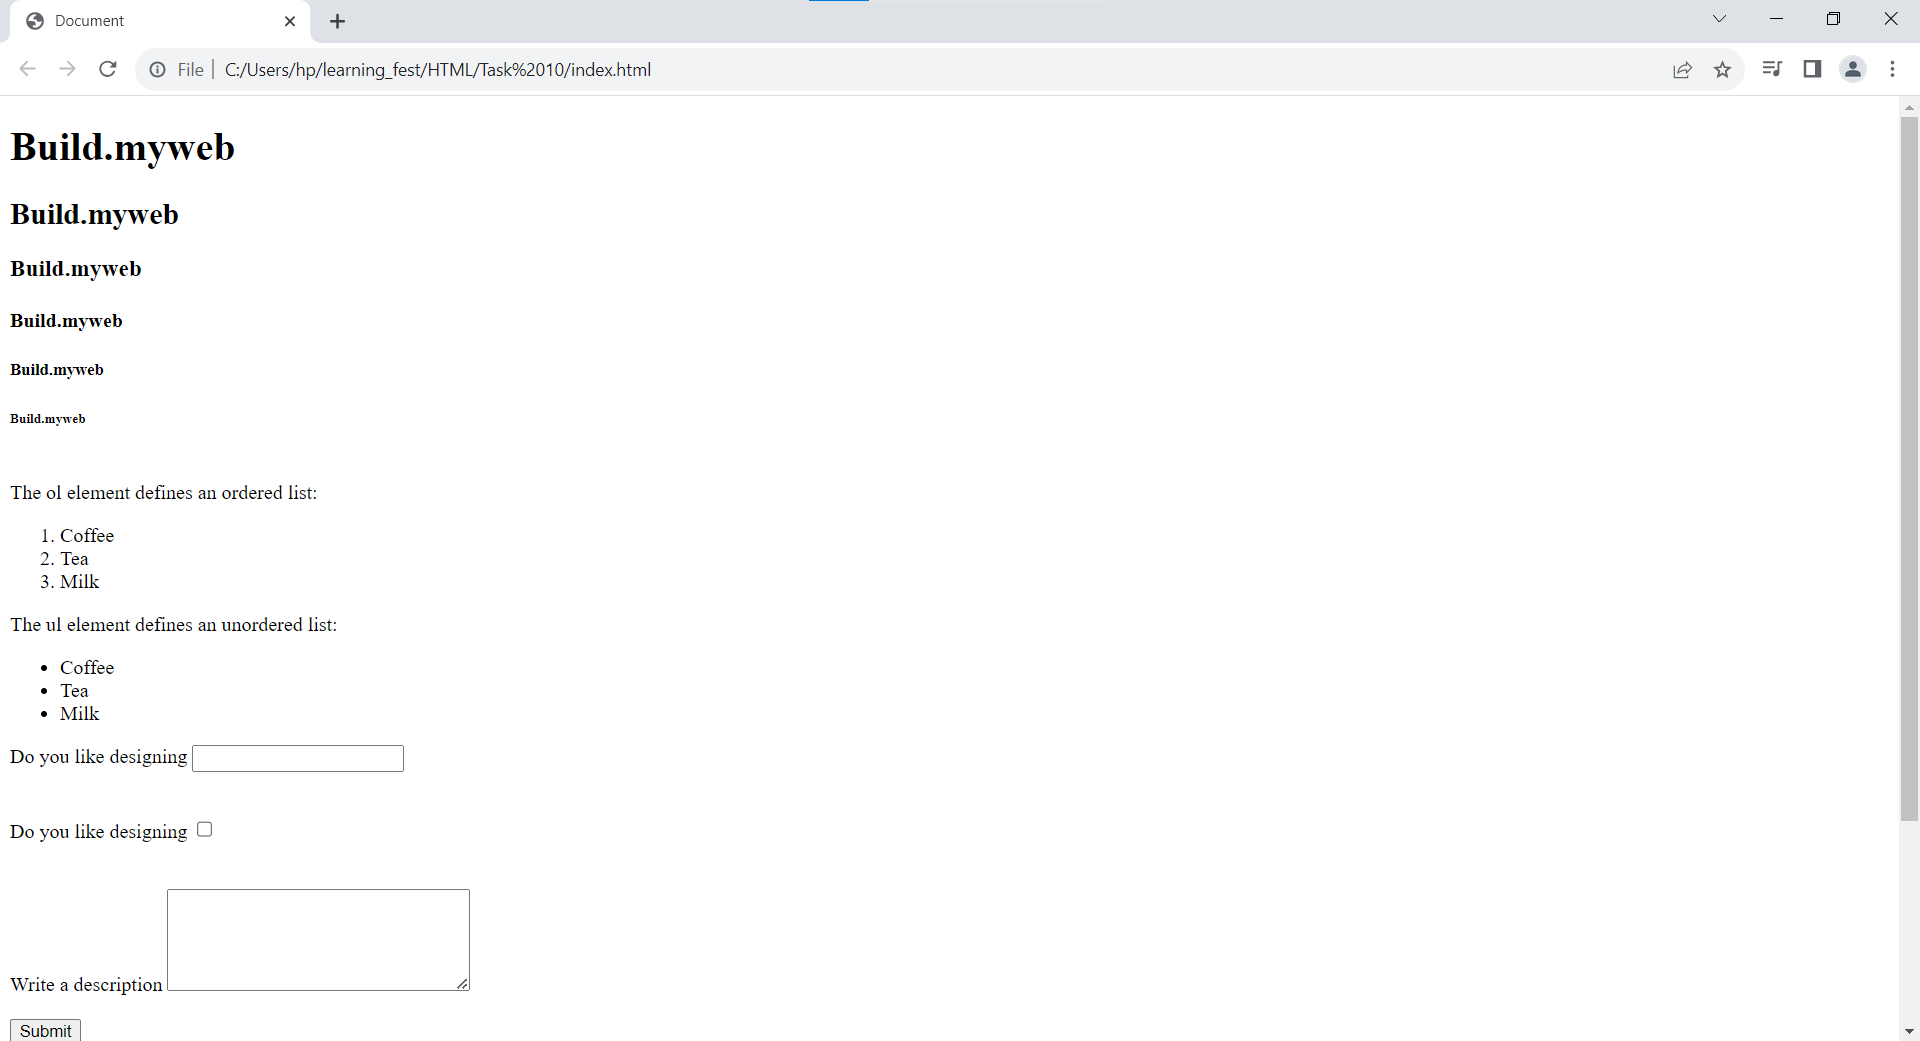 Document
File
C:/Users/hp/learning_fest/HTML/Task%2010/index.html
Build.myweb
Build.myweb
Build.myweb
Build.myweb
Build.myweb
Build.myweb
The ol element defines an ordered list:
1. Coffee
2. Tea
3. Milk
The ul element defines an unordered list:
• Coffee
• Tea
• Milk
Do you like designing
Do you like designing
Write a description
Submit